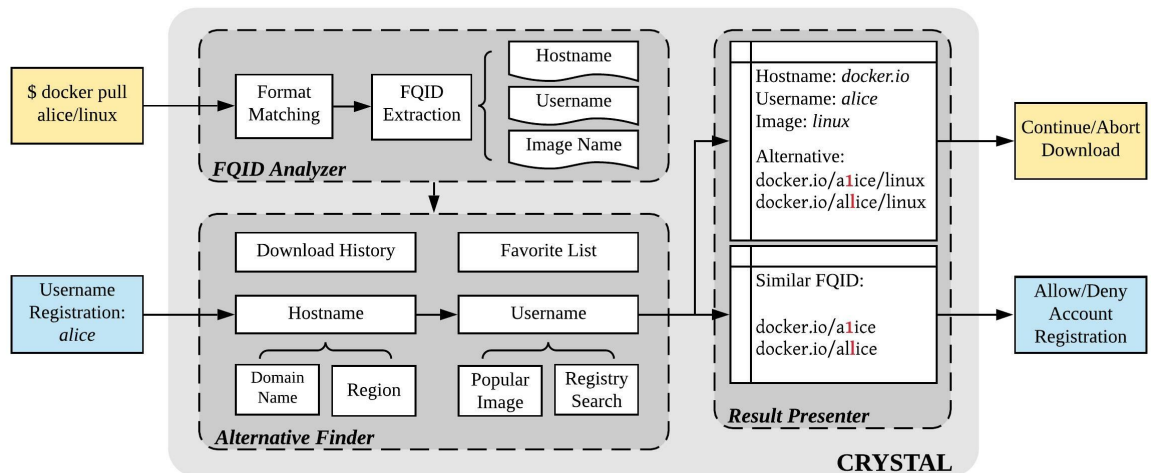 $ docker pull
alice/linux
Format
Matching
FQID
Extraction
Hostname
Username
Image Name
FQID Analyzer
Username
Registration:
alice
Download History
Favorite List
Hostname
Username
Domain
Name
Region
Popular
Image
Registry
Search
Alternative Finder
Hostname: docker.io
Username: alice
Image: linux
Alternative:
docker.io/a1ice/linux
docker.io/allice/linux
Similar FQID:
docker.io/a1ice
docker.io/allice
Result Presenter
Continue/Abort
Download
Allow/Deny
Account
Registration
CRYSTAL